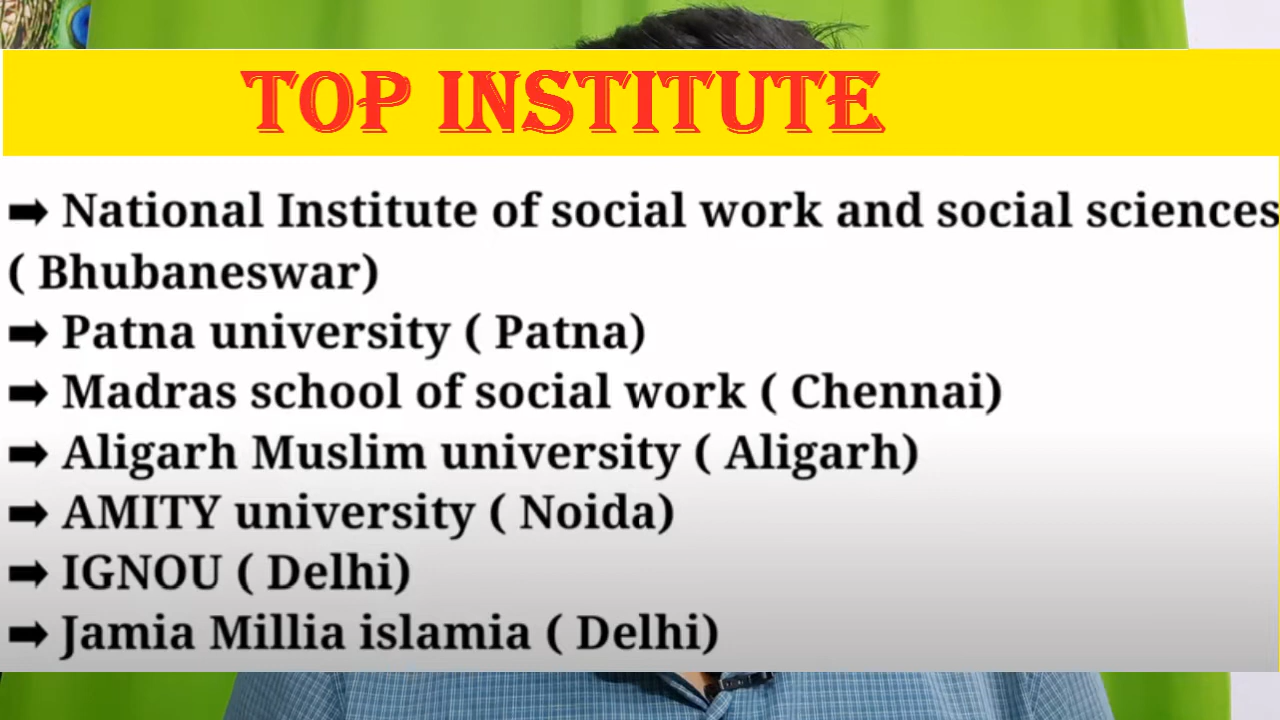 TOP INSTITUTE
➡ National Institute of social work and social sciences
( Bhubaneswar)
➡ Patna university ( Patna)
➡ Madras school of social work ( Chennai)
➡ Aligarh Muslim university ( Aligarh)
➡ AMITY university ( Noida)
➡ IGNOU ( Delhi)
➡ Jamia Millia islamia ( Delhi)